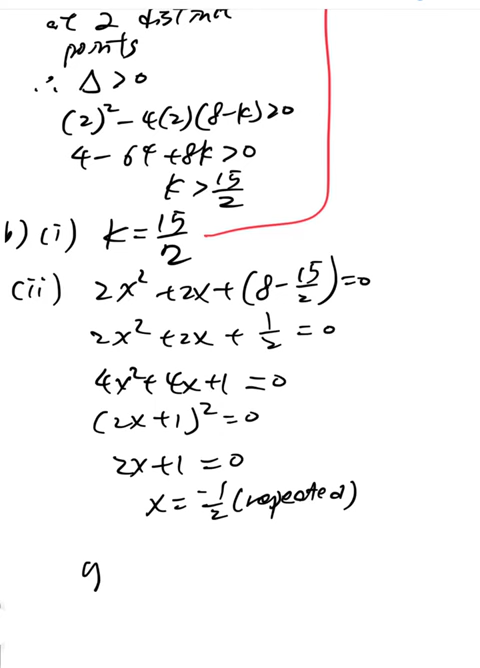 at 2 distinct
points
∴ Δ > 0
(2)² - 4(2)(8-k) > 0
4 - 64 + 8k > 0
k > 15/2
b) (i) k = 15/2
(ii) 2x² + 2x + (8 - 15/2) = 0
2x² + 2x + 1/2 = 0
4x² + 4x + 1 = 0
(2x + 1)² = 0
2x + 1 = 0
x = -1/2 (repeated)
y